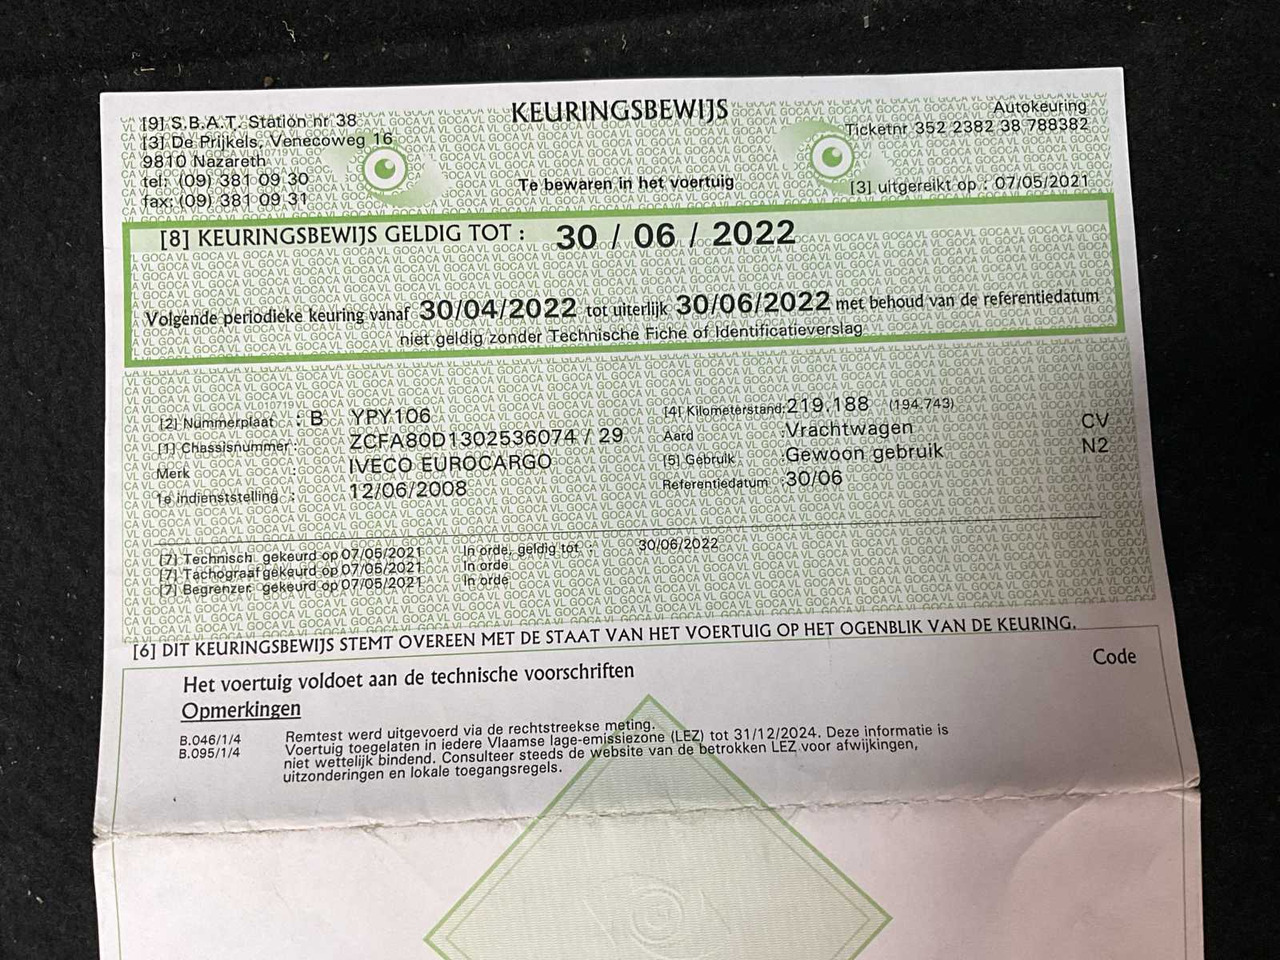 KEURINGSBEWIJS
[9] S.B.A.T. Station nr 38
[3] De Prijkels, Venecoweg 16
9810 Nazareth
tel: (09) 381 09 30
fax: (09) 381 09 31
Te bewaren in het voertuig
Autokeuring
Ticketnr 352 2382 38 788382
[3] uitgereikt op : 07/05/2021
[8] KEURINGSBEWIJS GELDIG TOT : 30 / 06 / 2022
Volgende periodieke keuring vanaf 30/04/2022 tot uiterlijk 30/06/2022 met behoud van de referentiedatum
niet geldig zonder Technische Fiche of Identificatieverslag
[2] Nummerplaat : B YPY106
[1] Chassisnummer : ZCFA80D1302536074 / 29
Merk : IVECO EUROCARGO
1e indienststelling : 12/06/2008
[4] Kilometerstand: 219.188 (194.743)
Aard : Vrachtwagen CV
[5] Gebruik : Gewoon gebruik N2
Referentiedatum : 30/06
[7] Technisch gekeurd op 07/05/2021 In orde, geldig tot : 30/06/2022
[7] Tachograaf gekeurd op 07/05/2021 In orde
[7] Begrenzer gekeurd op 07/05/2021 In orde
[6] DIT KEURINGSBEWIJS STEMT OVEREEN MET DE STAAT VAN HET VOERTUIG OP HET OGENBLIK VAN DE KEURING.
Het voertuig voldoet aan de technische voorschriften Code
Opmerkingen
B.046/1/4 Remtest werd uitgevoerd via de rechtstreekse meting.
B.095/1/4 Voertuig toegelaten in iedere Vlaamse lage-emissiezone (LEZ) tot 31/12/2024. Deze informatie is
niet wettelijk bindend. Consulteer steeds de website van de betrokken LEZ voor afwijkingen,
uitzonderingen en lokale toegangsregels.